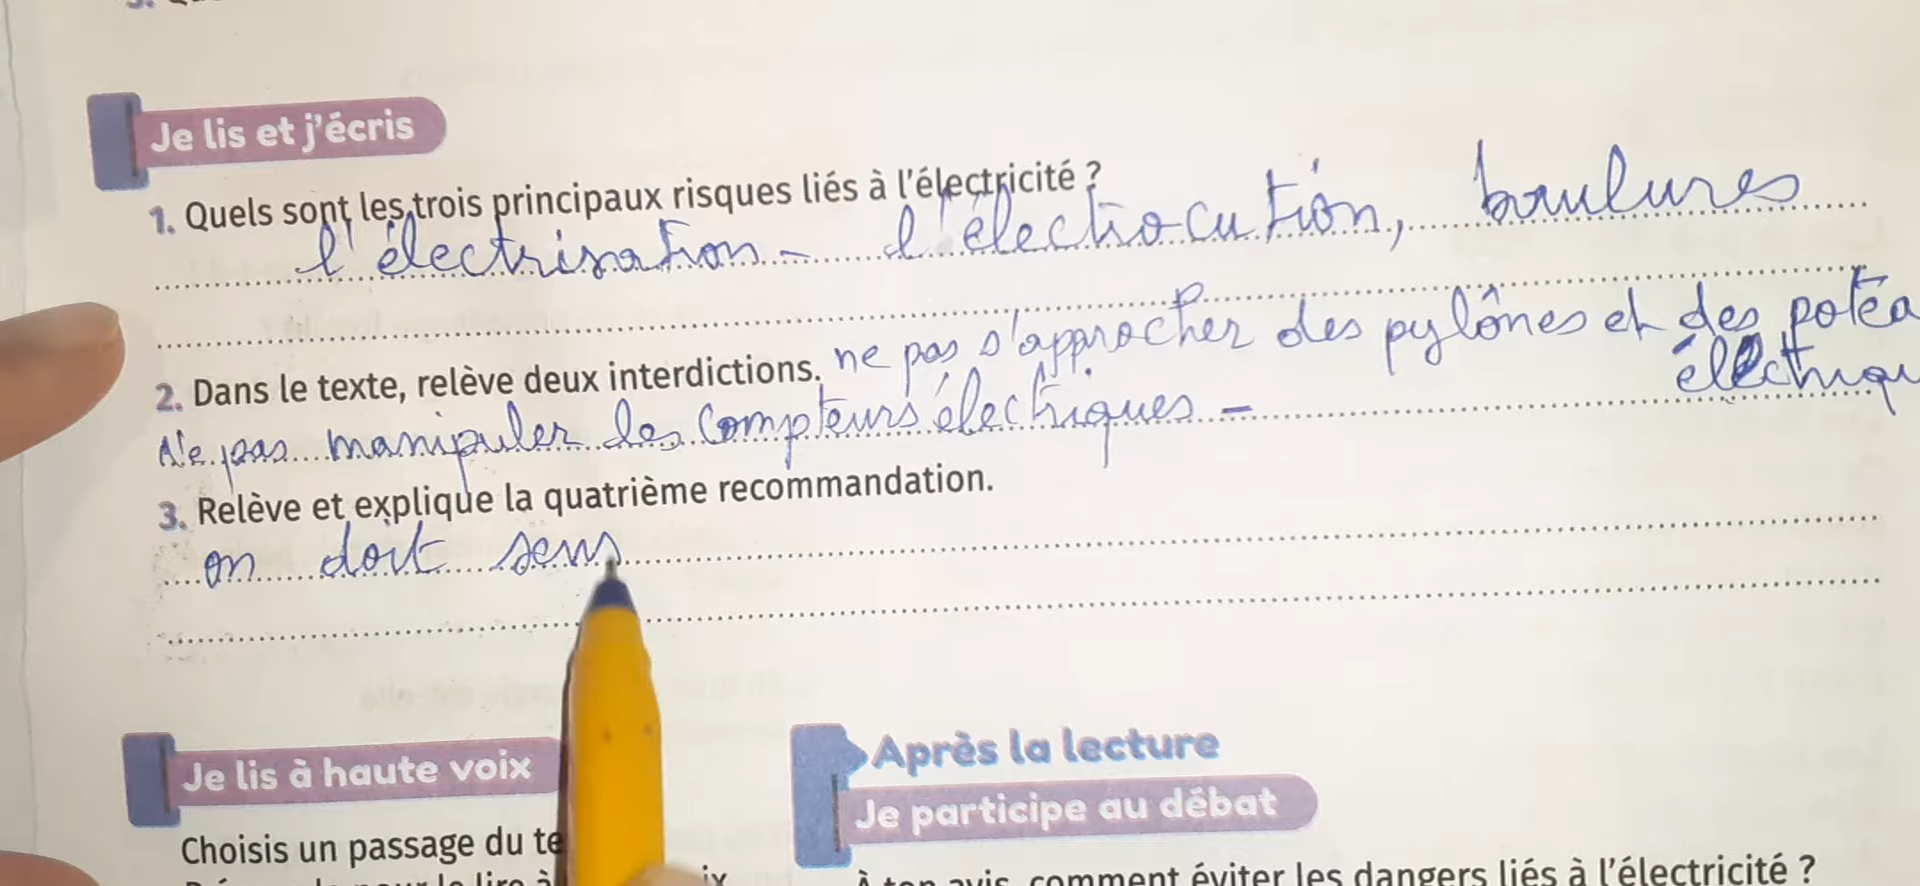 Je lis et j'écris
1. Quels sont les trois principaux risques liés à l'électricité ?
l'électrisation - l'électrocution, brulures
2. Dans le texte, relève deux interdictions. ne pas s'approcher des pylônes et des potea
électriqu
Ne pas manipuler les compteurs électriques -
3. Relève et explique la quatrième recommandation.
on doit sens
Je lis à haute voix
Choisis un passage du te
Après la lecture
Je participe au débat
À ton avis, comment éviter les dangers liés à l'électricité ?